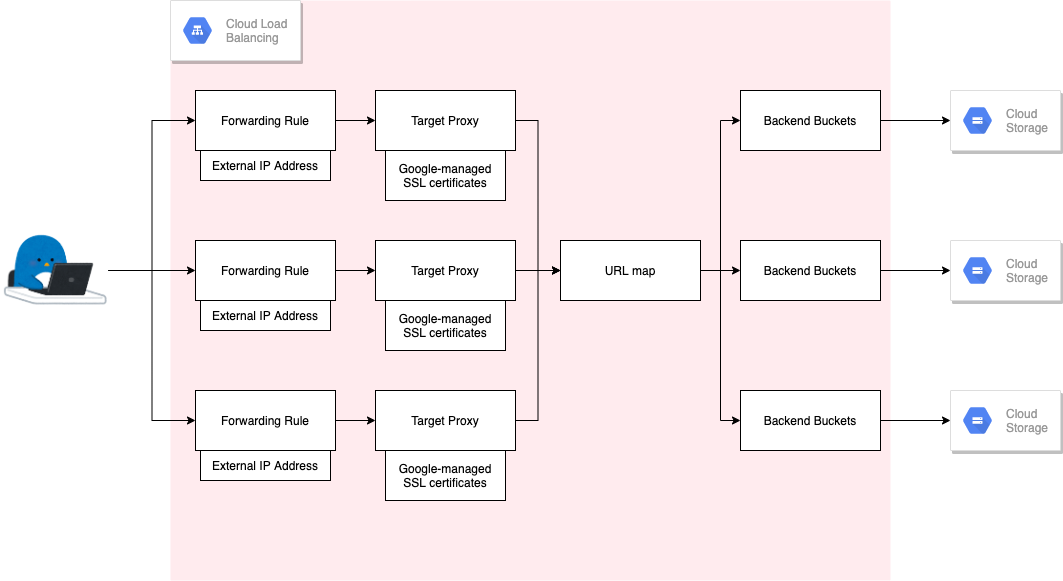 Cloud Load
Balancing
Forwarding Rule
Target Proxy
Backend Buckets
Cloud
Storage
External IP Address
Google-managed
SSL certificates
Forwarding Rule
Target Proxy
URL map
Backend Buckets
Cloud
Storage
External IP Address
Google-managed
SSL certificates
Forwarding Rule
Target Proxy
Backend Buckets
Cloud
Storage
External IP Address
Google-managed
SSL certificates